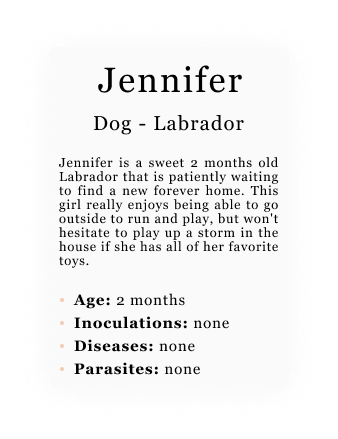 Jennifer
Dog - Labrador
Jennifer is a sweet 2 months old
Labrador that is patiently waiting
to find a new forever home. This
girl really enjoys being able to go
outside to run and play, but won't
hesitate to play up a storm in the
house if she has all of her favorite
toys.
• Age: 2 months
• Inoculations: none
• Diseases: none
• Parasites: none